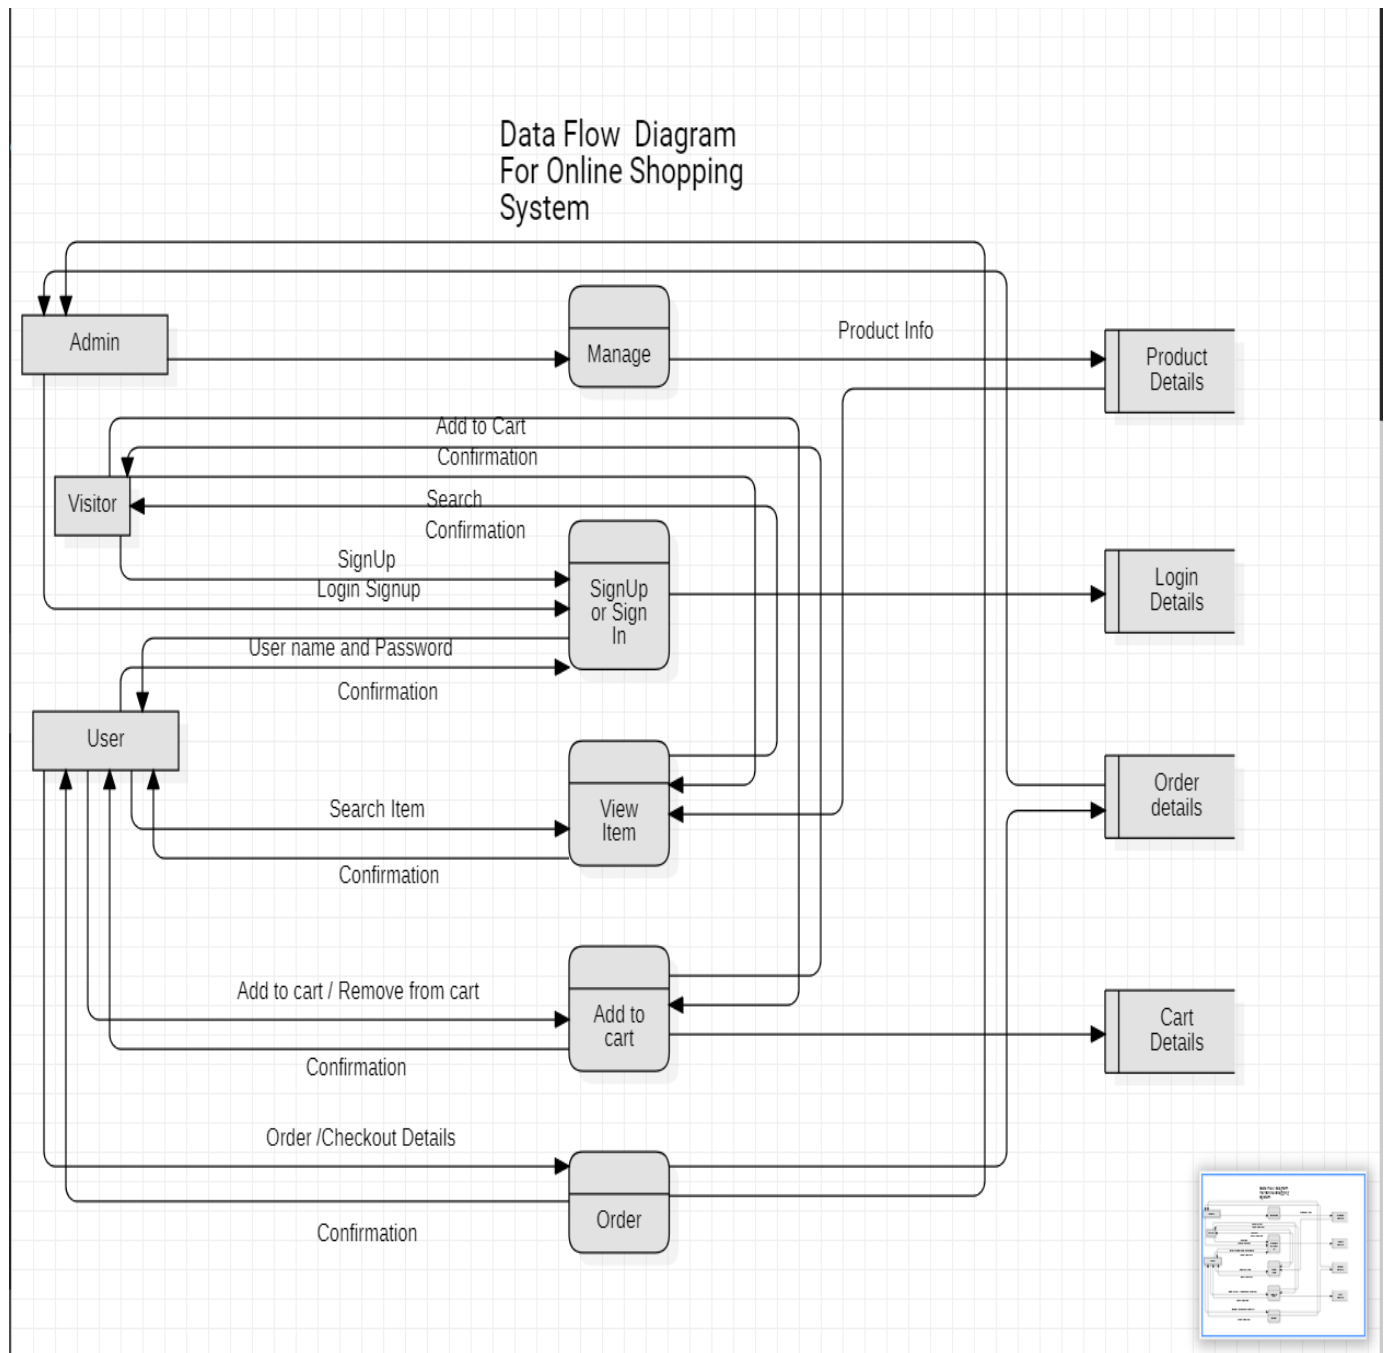 Data Flow  Diagram
For Online Shopping
System
Admin
Manage
Product Info
Product
Details
Add to Cart
Confirmation
Visitor
Search
Confirmation
SignUp
Login Signup
SignUp
or Sign
In
Login
Details
User name and Password
Confirmation
User
Search Item
View
Item
Order
details
Confirmation
Add to cart / Remove from cart
Add to
cart
Cart
Details
Confirmation
Order /Checkout Details
Order
Confirmation